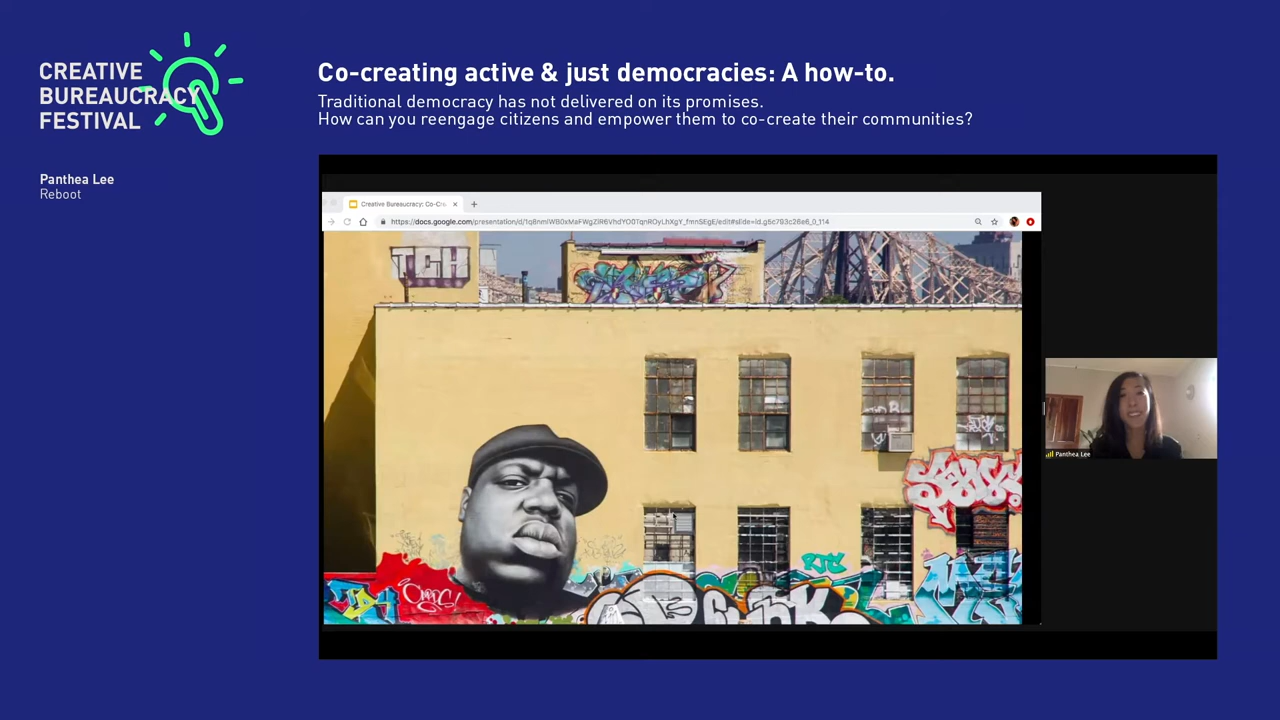 CREATIVE
BUREAUCRACY
FESTIVAL
Panthea Lee
Reboot
Co-creating active & just democracies: A how-to.
Traditional democracy has not delivered on its promises.
How can you reengage citizens and empower them to co-create their communities?
Creative Bureaucracy: Co-Cre
TCH
Panthea Lee